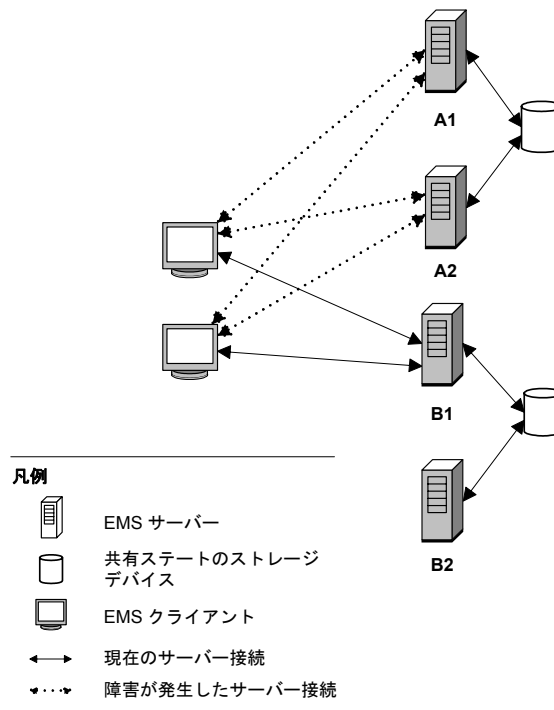 A1
A2
B1
B2
凡例
EMS サーバー
共有ステートのストレージ
デバイス
EMS クライアント
現在のサーバー接続
障害が発生したサーバー接続